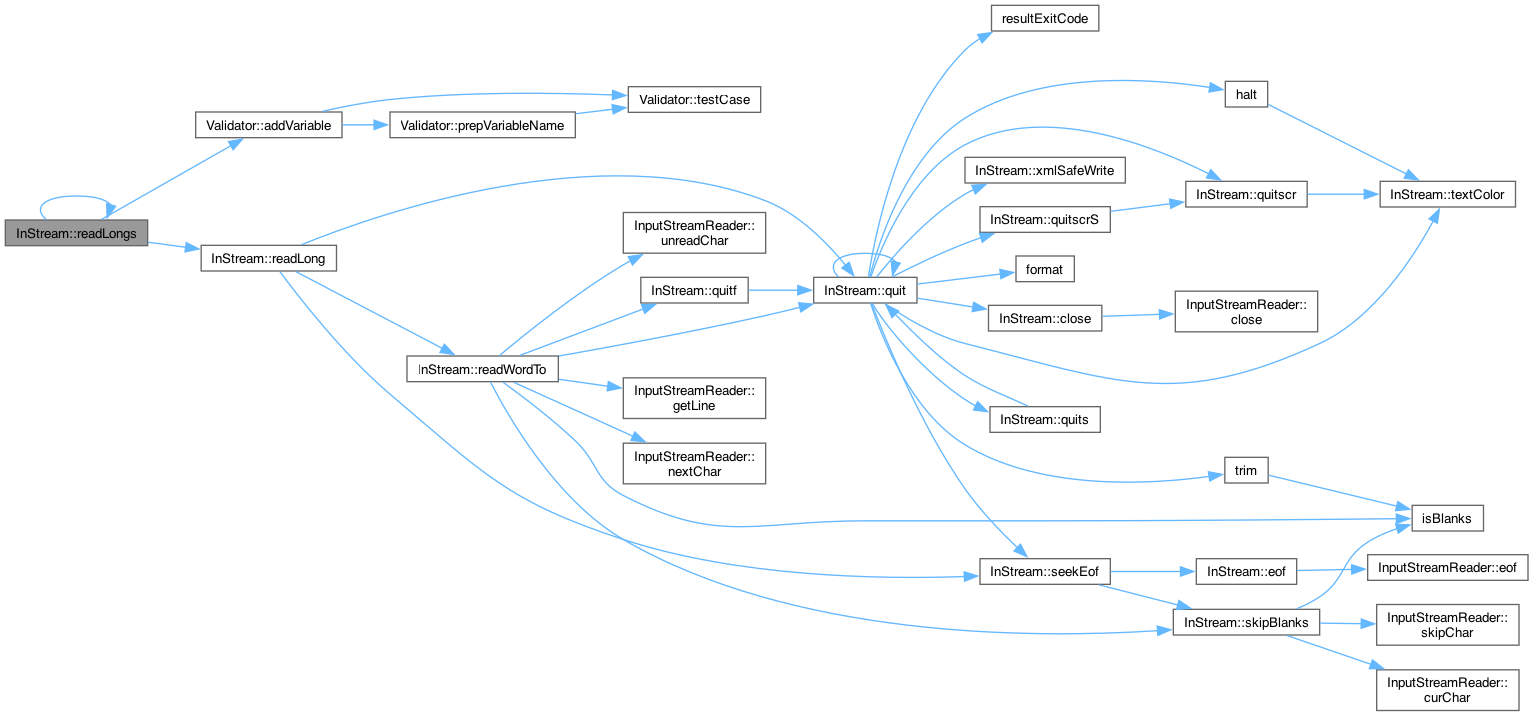 resultExitCode
halt
Validator::testCase
Validator::addVariable
Validator::prepVariableName
InStream::xmlSafeWrite
InStream::quitscr
InStream::textColor
InStream::quitscrS
InStream::readLongs
InputStreamReader::
unreadChar
InStream::readLong
format
InStream::quitf
InStream::quit
InputStreamReader::
close
InStream::close
InStream::readWordTo
InputStreamReader::
getLine
InStream::quits
InputStreamReader::
nextChar
trim
isBlanks
InStream::seekEof
InStream::eof
InputStreamReader::eof
InStream::skipBlanks
InputStreamReader::
skipChar
InputStreamReader::
curChar